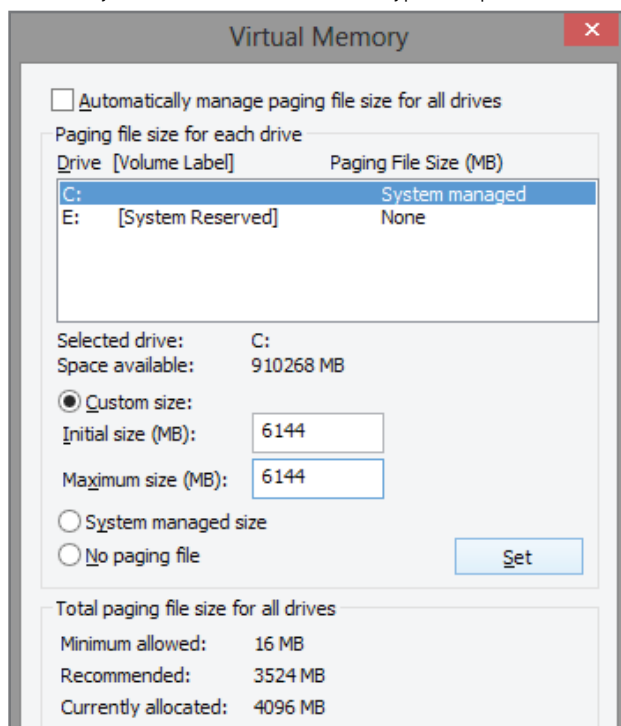 Virtual Memory
Automatically manage paging file size for all drives
Paging file size for each drive
Drive [Volume Label] Paging File Size (MB)
C: System managed
E: [System Reserved] None
Selected drive: C:
Space available: 910268 MB
Custom size:
Initial size (MB): 6144
Maximum size (MB): 6144
System managed size
No paging file Set
Total paging file size for all drives
Minimum allowed: 16 MB
Recommended: 3524 MB
Currently allocated: 4096 MB